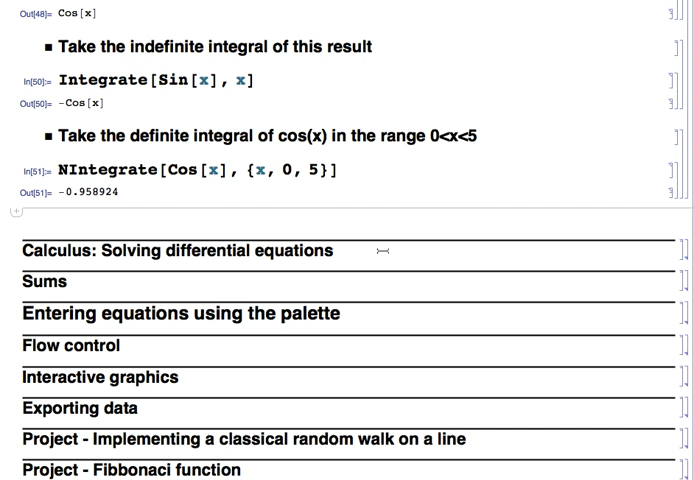 Out[48]= Cos[x]
▪ Take the indefinite integral of this result
In[50]:= Integrate[Sin[x], x]
Out[50]= -Cos[x]
▪ Take the definite integral of cos(x) in the range 0<x<5
In[51]:= NIntegrate[Cos[x], {x, 0, 5}]
Out[51]= -0.958924
Calculus: Solving differential equations
Sums
Entering equations using the palette
Flow control
Interactive graphics
Exporting data
Project - Implementing a classical random walk on a line
Project - Fibbonaci function